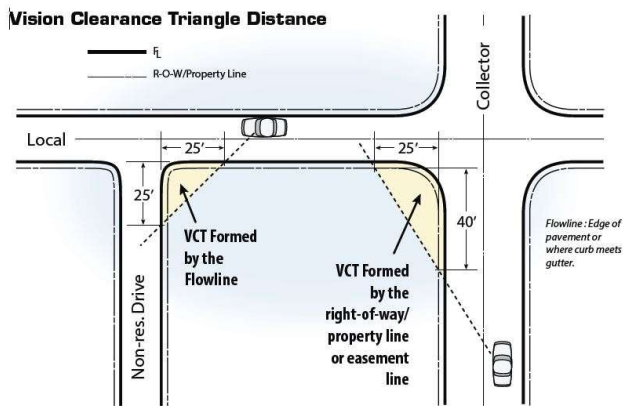 Vision Clearance Triangle Distance
FL
R-O-W/Property Line
Collector
Local
25'
25'
25'
40'
VCT Formed
by the
Flowline
VCT Formed
by the
right-of-way/
property line
or easement
line
Flowline : Edge of
pavement or
where curb meets
gutter.
Non-res. Drive